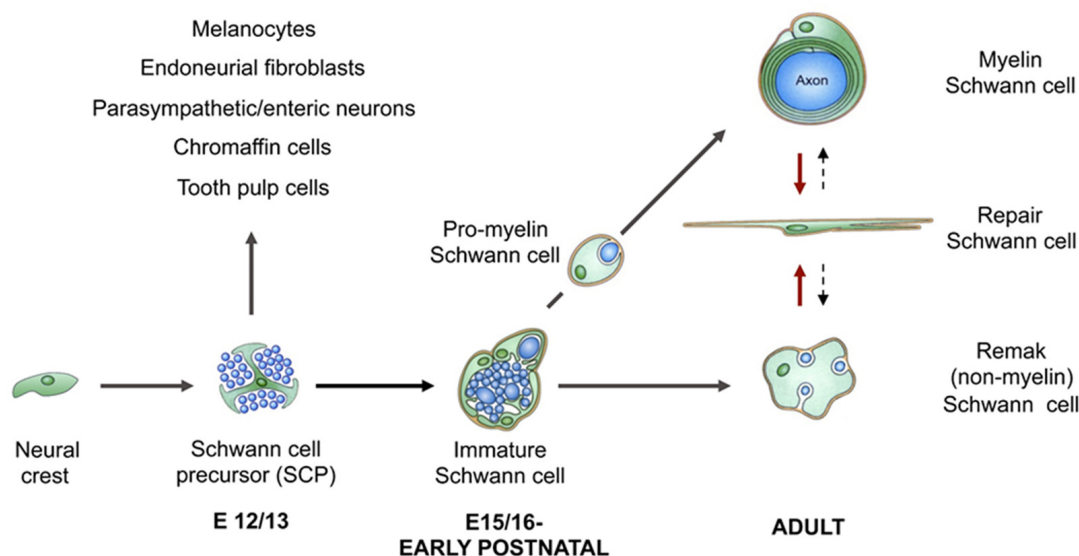 Melanocytes
Endoneurial fibroblasts
Parasympathetic/enteric neurons
Chromaffin cells
Tooth pulp cells
Axon
Myelin
Schwann cell
Pro-myelin
Schwann cell
Repair
Schwann cell
Remak
(non-myelin)
Schwann cell
Neural
crest
Schwann cell
precursor (SCP)
Immature
Schwann cell
E 12/13
E15/16-
EARLY POSTNATAL
ADULT